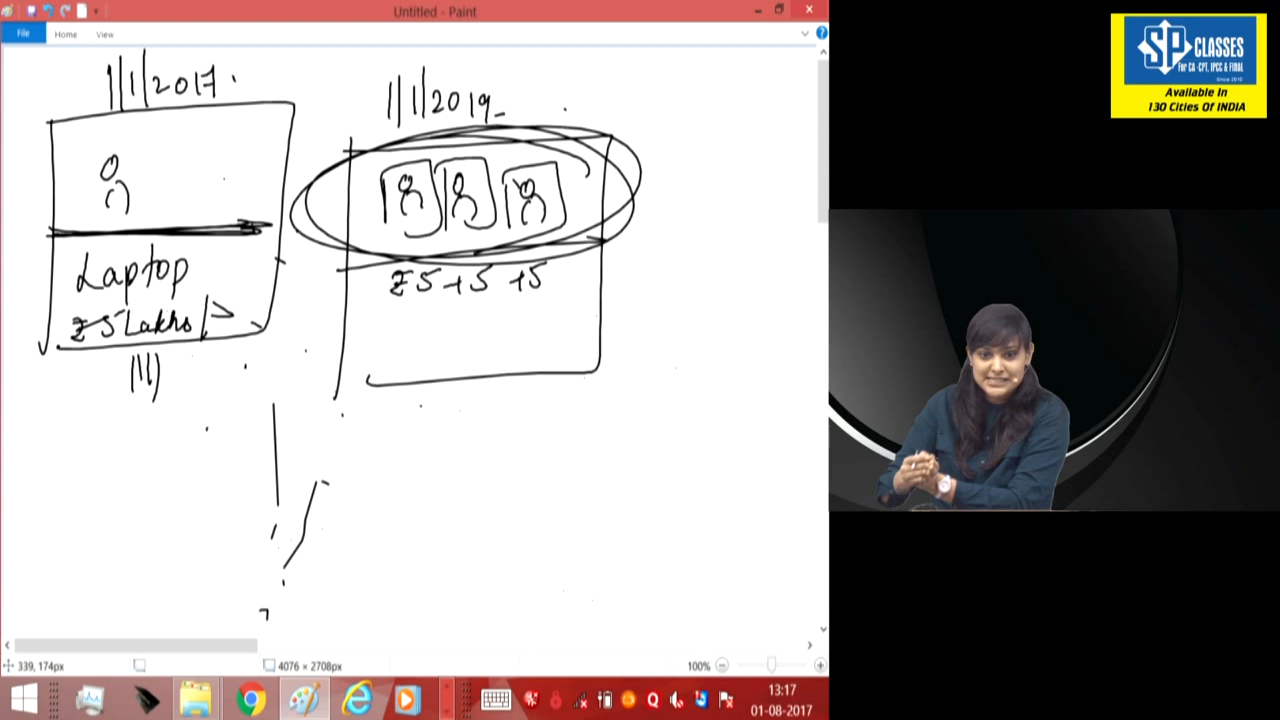 Untitled - Paint
File Home View
1/1/2017.
1/1/2019
Laptop
₹5 Lakhs/
₹5+5+5
339, 174px
4076 × 2708px
100%
13:17
01-08-2017
SP CLASSES
For CA -CPT, IPCC & FINAL
Since 2010
Available In
130 Cities Of INDIA